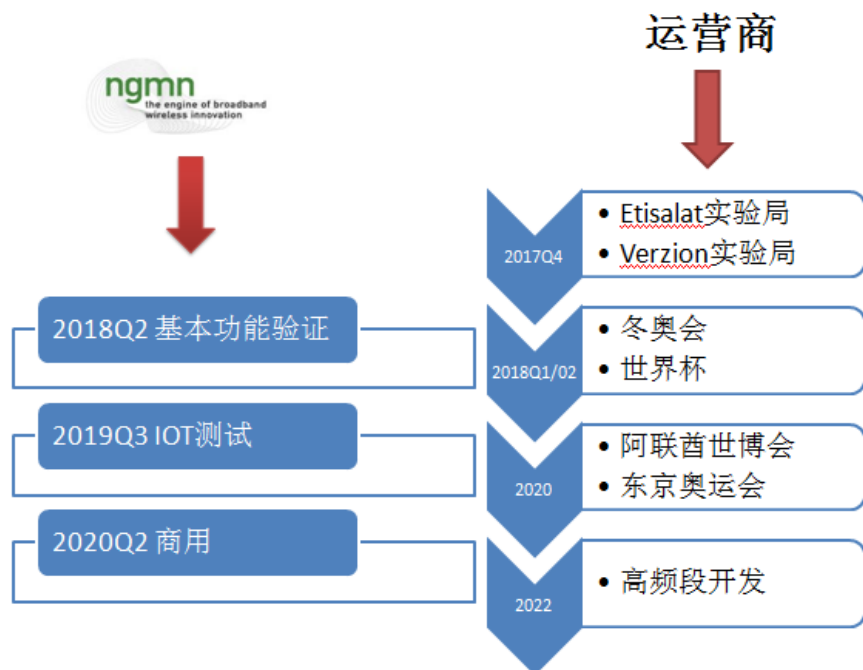 ngmn
the engine of broadband
wireless innovation
2018Q2 基本功能验证
2019Q3 IOT测试
2020Q2 商用
运营商
2017Q4
• Etisalat实验局
• Verzion实验局
2018Q1/02
• 冬奥会
• 世界杯
2020
• 阿联酋世博会
• 东京奥运会
2022
• 高频段开发